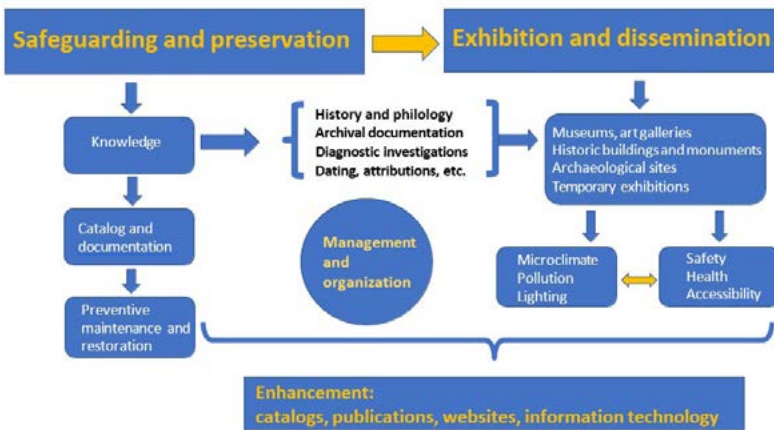 Safeguarding and preservation
Exhibition and dissemination
Knowledge
History and philology
Archival documentation
Diagnostic investigations
Dating, attributions, etc.
Museums, art galleries
Historic buildings and monuments
Archaeological sites
Temporary exhibitions
Catalog and
documentation
Management
and
organization
Microclimate
Pollution
Lighting
Safety
Health
Accessibility
Preventive
maintenance and
restoration
Enhancement:
catalogs, publications, websites, information technology